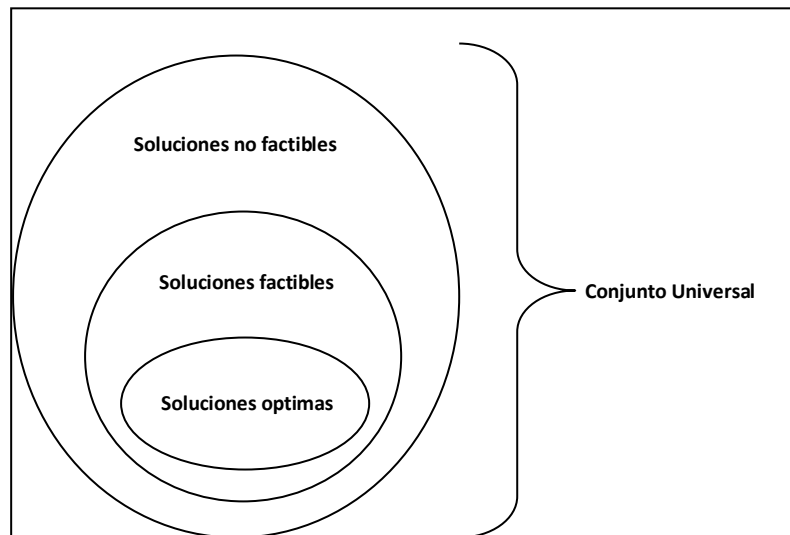 Soluciones no factibles
Soluciones factibles
Conjunto Universal
Soluciones optimas